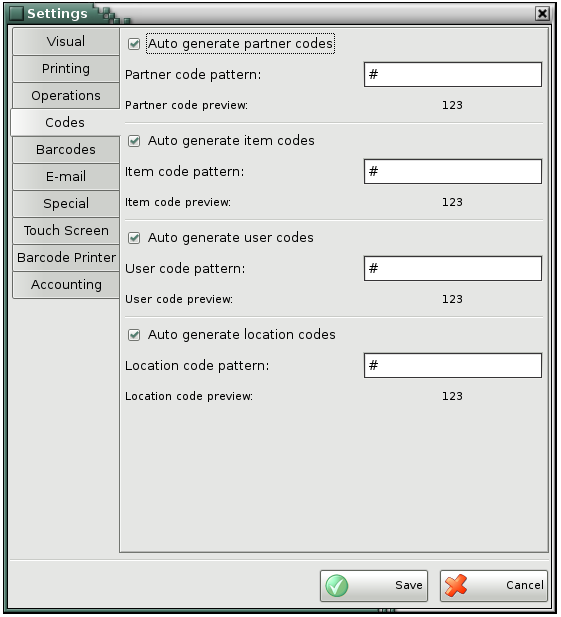 Settings
Visual
Printing
Operations
Codes
Barcodes
E-mail
Special
Touch Screen
Barcode Printer
Accounting
Auto generate partner codes
Partner code pattern: #
Partner code preview: 123
Auto generate item codes
Item code pattern: #
Item code preview: 123
Auto generate user codes
User code pattern: #
User code preview: 123
Auto generate location codes
Location code pattern: #
Location code preview: 123
Save Cancel